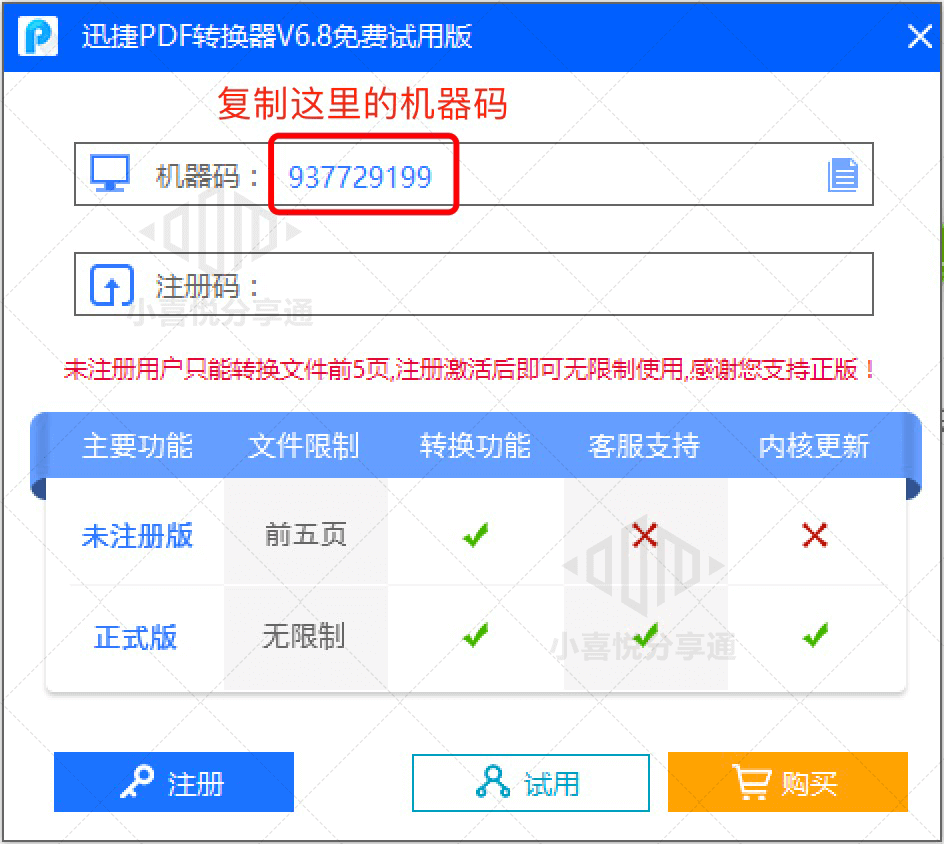 迅捷PDF转换器V6.8免费试用版
复制这里的机器码
机器码： 937729199
注册码：
小喜悦分享通
未注册用户只能转换文件前5页,注册激活后即可无限制使用,感谢您支持正版！
主要功能 文件限制 转换功能 客服支持 内核更新
未注册版 前五页
正式版 无限制
小喜悦分享通
注册 试用 购买